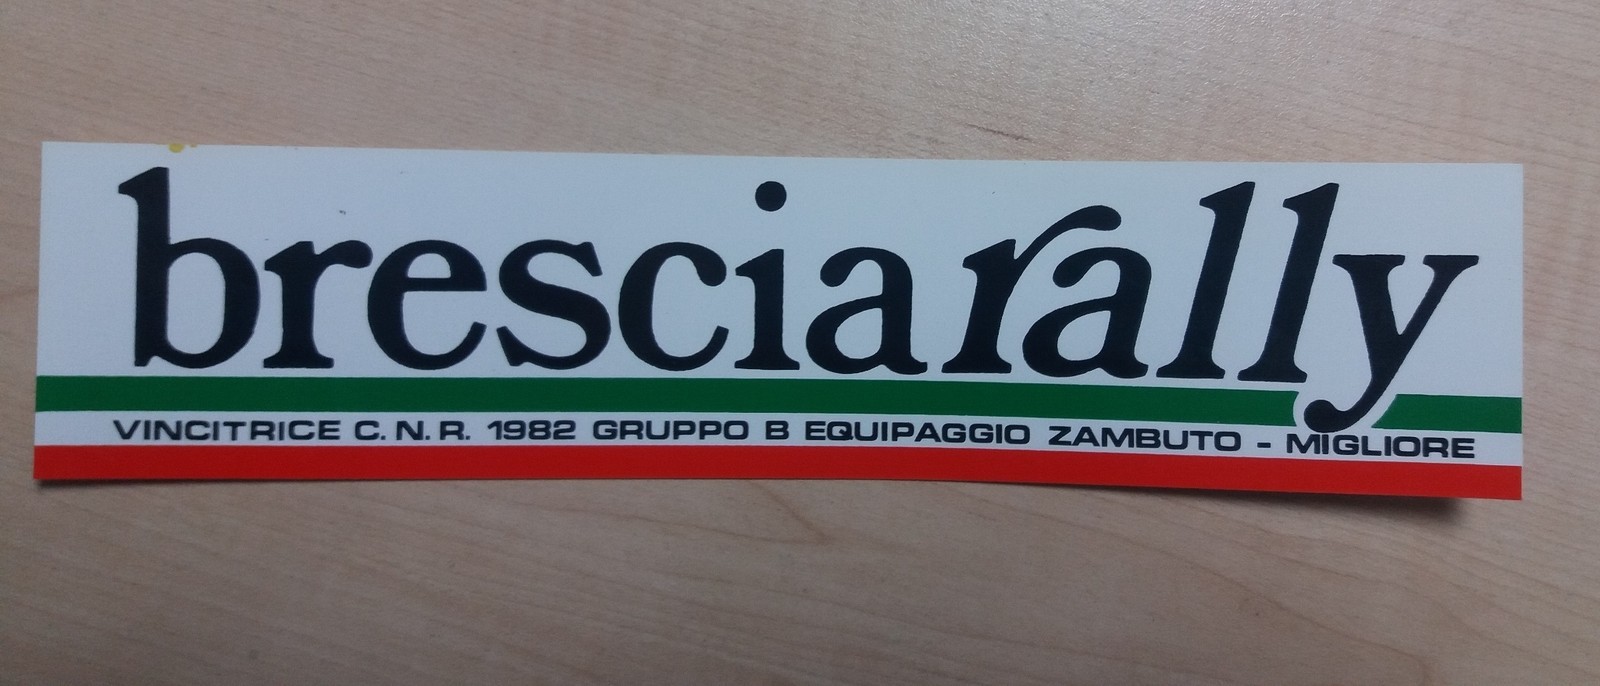 bresciarally
VINCITRICE C. N. R. 1982 GRUPPO B EQUIPAGGIO ZAMBUTO - MIGLIORE